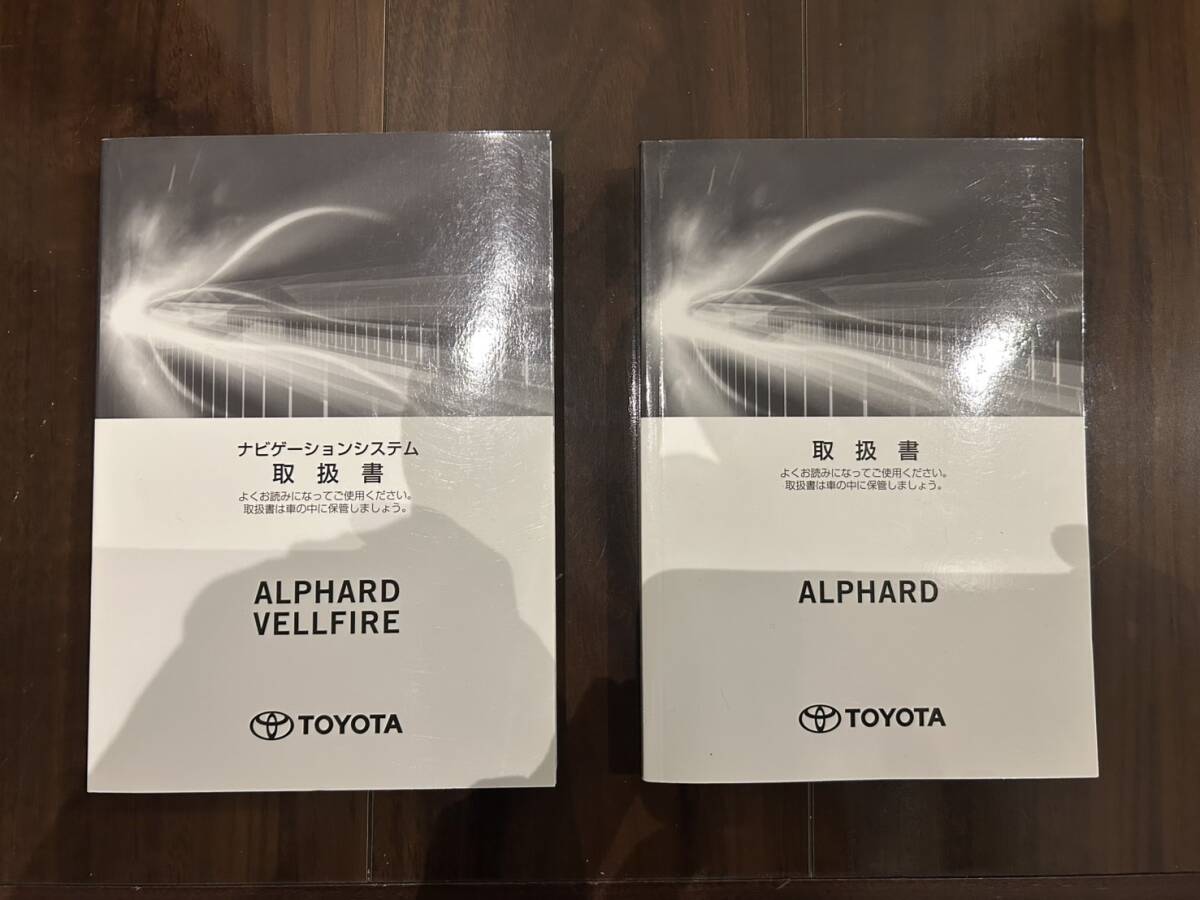 ナビゲーションシステム
取扱書
よくお読みになってご使用ください。
取扱書は車の中に保管しましょう。
ALPHARD
VELLFIRE
TOYOTA
取扱書
よくお読みになってご使用ください。
取扱書は車の中に保管しましょう。
ALPHARD
TOYOTA